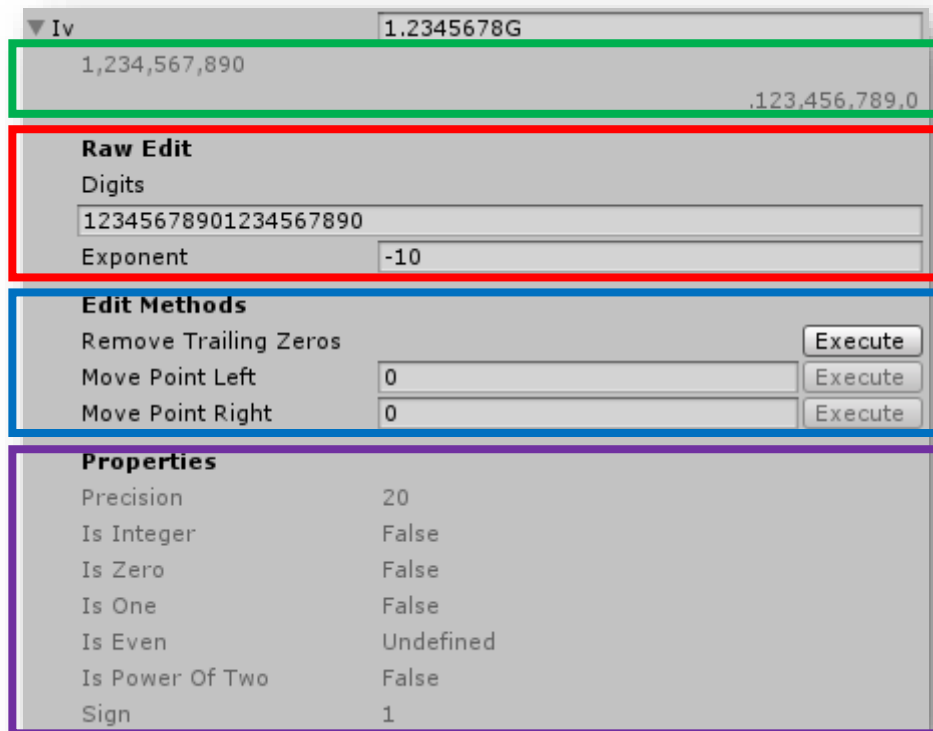 Iv 1.2345678G
1,234,567,890
.123,456,789,0
Raw Edit
Digits
12345678901234567890
Exponent -10
Edit Methods
Remove Trailing Zeros Execute
Move Point Left 0 Execute
Move Point Right 0 Execute
Properties
Precision 20
Is Integer False
Is Zero False
Is One False
Is Even Undefined
Is Power Of Two False
Sign 1